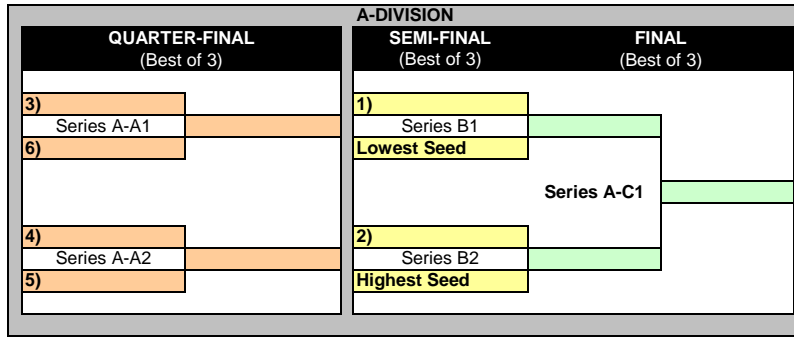 A-DIVISION
QUARTER-FINAL
(Best of 3)
SEMI-FINAL
(Best of 3)
FINAL
(Best of 3)
3)
Series A-A1
6)
4)
Series A-A2
5)
1)
Series B1
Lowest Seed
2)
Series B2
Highest Seed
Series A-C1